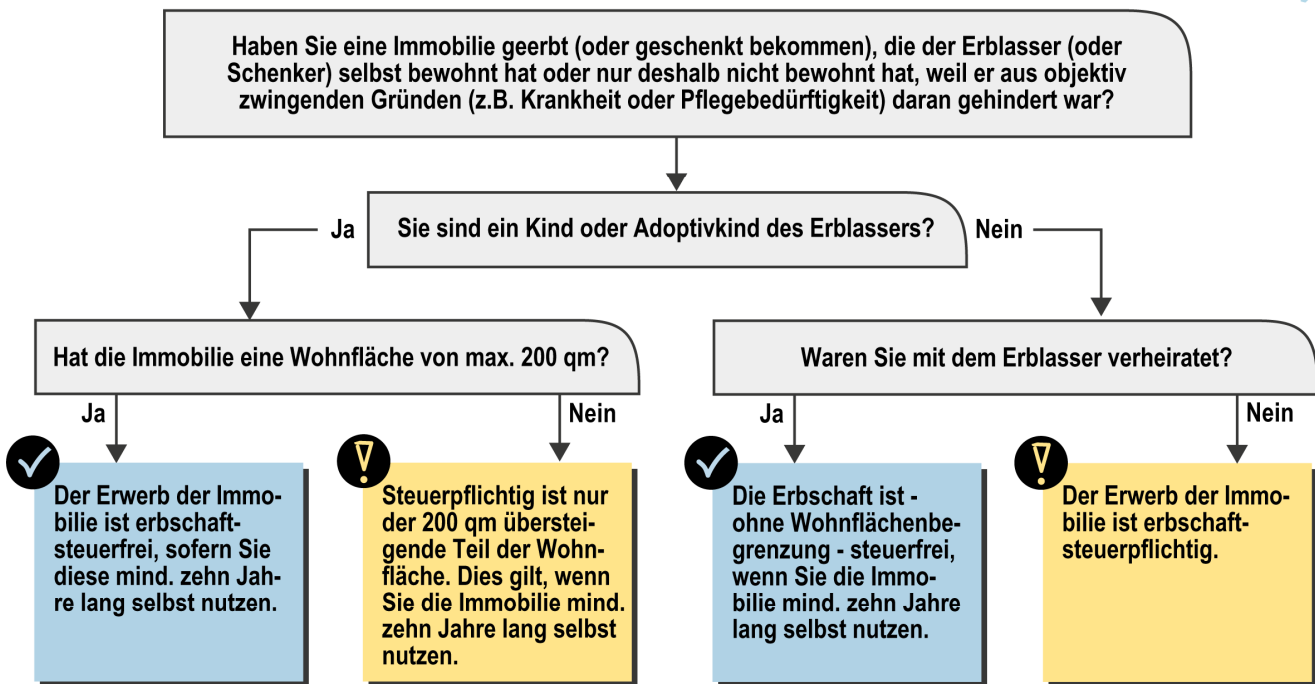 Haben Sie eine Immobilie geerbt (oder geschenkt bekommen), die der Erblasser (oder
Schenker) selbst bewohnt hat oder nur deshalb nicht bewohnt hat, weil er aus objektiv
zwingenden Gründen (z.B. Krankheit oder Pflegebedürftigkeit) daran gehindert war?
Ja
Sie sind ein Kind oder Adoptivkind des Erblassers?
Nein
Hat die Immobilie eine Wohnfläche von max. 200 qm?
Waren Sie mit dem Erblasser verheiratet?
Ja
Nein
Ja
Nein
Der Erwerb der Immo-
bilie ist erbschaft-
steuerfrei, sofern Sie
diese mind. zehn Jah-
re lang selbst nutzen.
Steuerpflichtig ist nur
der 200 qm überstei-
gende Teil der Wohn-
fläche. Dies gilt, wenn
Sie die Immobilie mind.
zehn Jahre lang selbst
nutzen.
Die Erbschaft ist -
ohne Wohnflächenbe-
grenzung - steuerfrei,
wenn Sie die Immo-
bilie mind. zehn Jahre
lang selbst nutzen.
Der Erwerb der Immo-
bilie ist erbschaft-
steuerpflichtig.